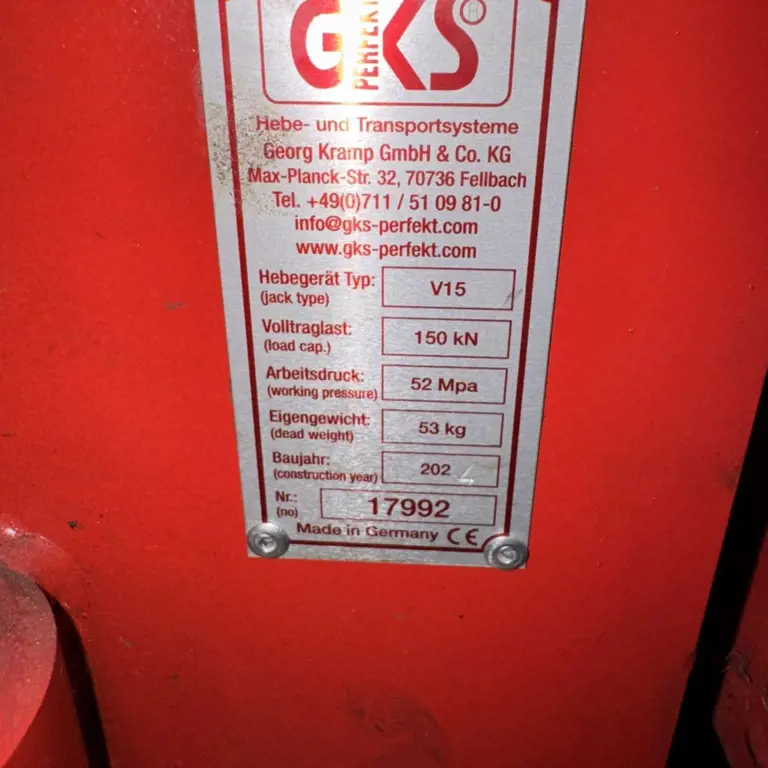 GKS
PERFEKT
Hebe- und Transportsysteme
Georg Kramp GmbH & Co. KG
Max-Planck-Str. 32, 70736 Fellbach
Tel. +49(0)711 / 51 09 81-0
info@gks-perfekt.com
www.gks-perfekt.com
Hebegerät Typ: V15
(jack type)
Volltraglast: 150 kN
(load cap.)
Arbeitsdruck: 52 Mpa
(working pressure)
Eigengewicht: 53 kg
(dead weight)
Baujahr: 202
(construction year)
Nr.: 17992
(no)
Made in Germany CE